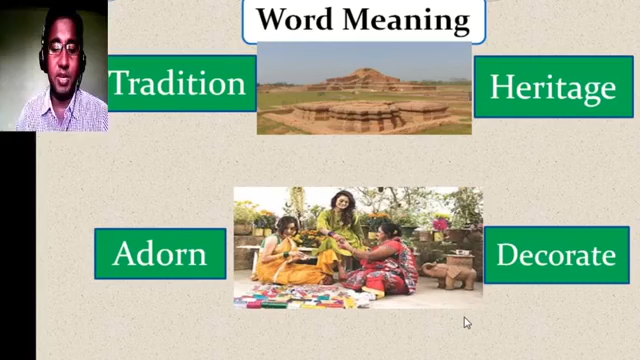 Word Meaning
Tradition
Heritage
Adorn
Decorate